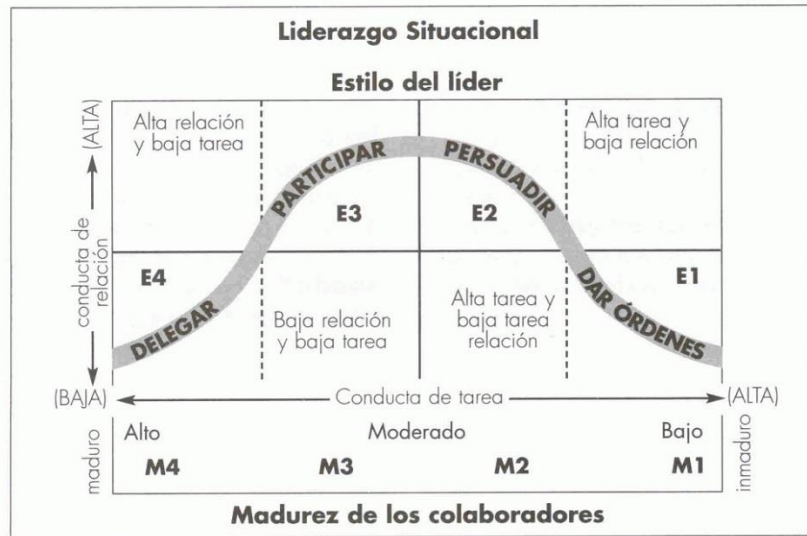 Liderazgo Situacional
Estilo del líder
(ALTA)
conducta de
relación
(BAJA)
Alta relación
y baja tarea
Alta tarea y
baja relación
PARTICIPAR
PERSUADIR
E3
E2
E4
E1
DELEGAR
DAR ÓRDENES
Baja relación
y baja tarea
Alta tarea y
baja tarea
relación
Conducta de tarea
(ALTA)
maduro
Alto
Moderado
Bajo
inmaduro
M4
M3
M2
M1
Madurez de los colaboradores